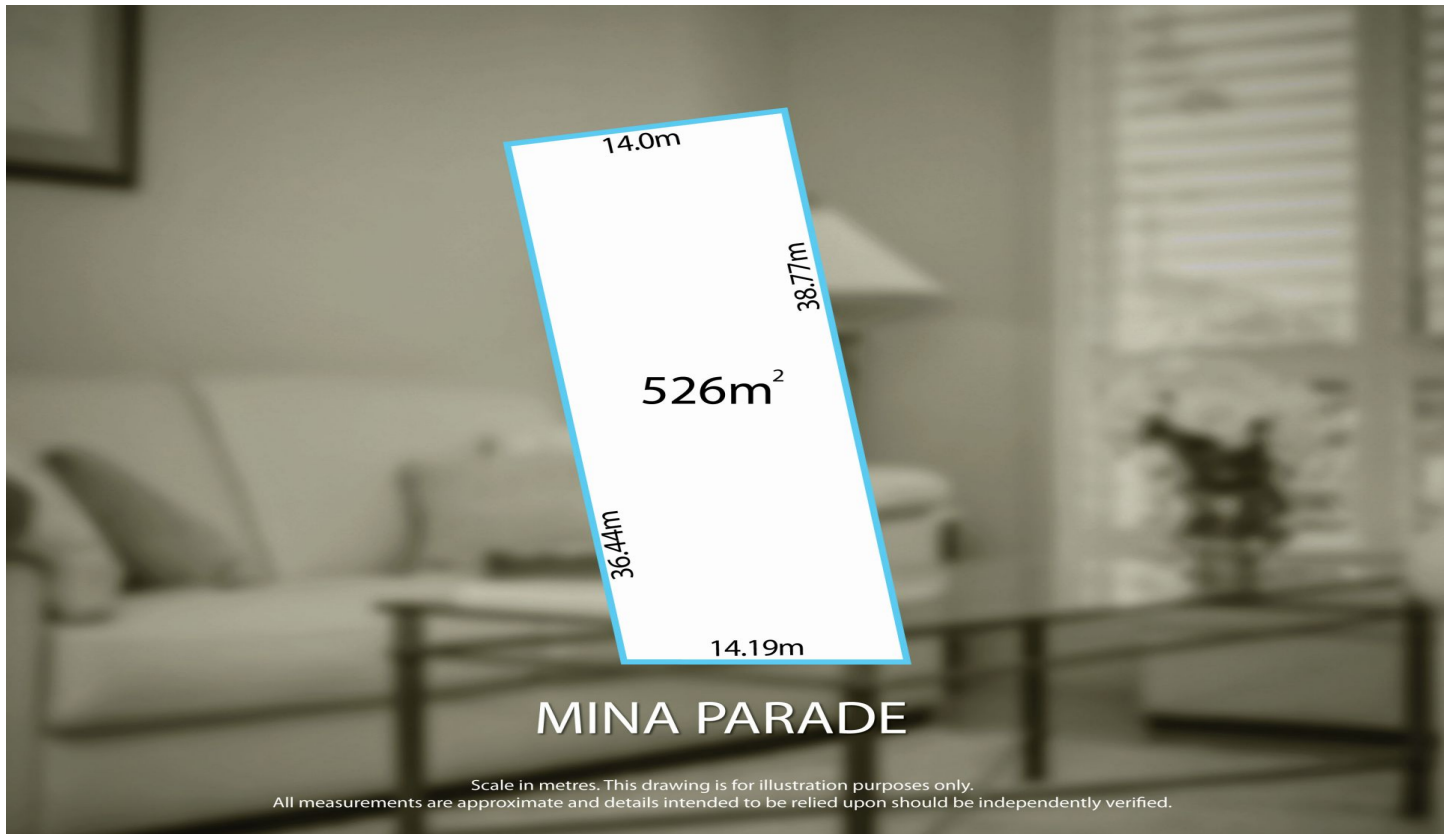 14.0m
38.77m
526m²
36.44m
14.19m
MINA PARADE
Scale in metres. This drawing is for illustration purposes only.
All measurements are approximate and details intended to be relied upon should be independently verified.